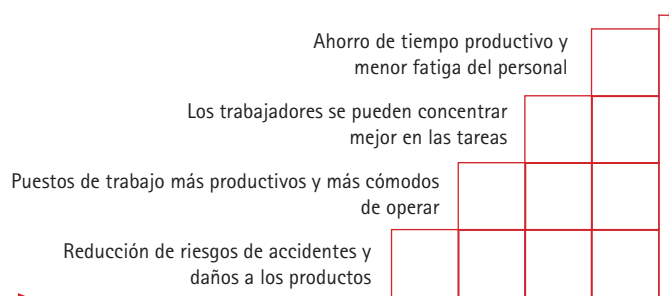 Ahorro de tiempo productivo y
menor fatiga del personal
Los trabajadores se pueden concentrar
mejor en las tareas
Puestos de trabajo más productivos y más cómodos
de operar
Reducción de riesgos de accidentes y
daños a los productos